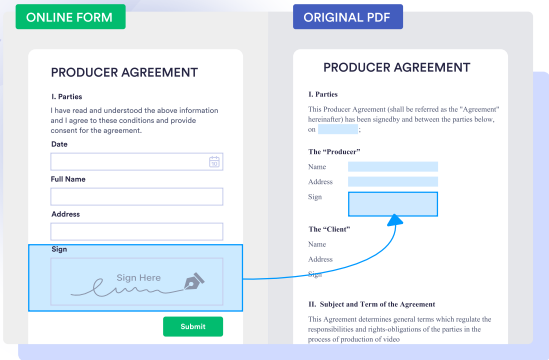 ONLINE FORM
PRODUCER AGREEMENT
I. Parties
I have read and understood the above information
and I agree to these conditions and provide
consent for the agreement.
Date
Full Name
Address
Sign
Sign Here
Submit
ORIGINAL PDF
PRODUCER AGREEMENT
I. Parties
This Producer Agreement (shall be referred as the "Agreement"
hereinafter) has been signedby and between the parties below,
on ;
The “Producer”
Name
Address
Sign
The “Client”
Name
Address
Sign
II. Subject and Term of the Agreement
This Agreement determines general terms which regulate the
responsibilities and rights-obligations of the parties in the
process of production of video